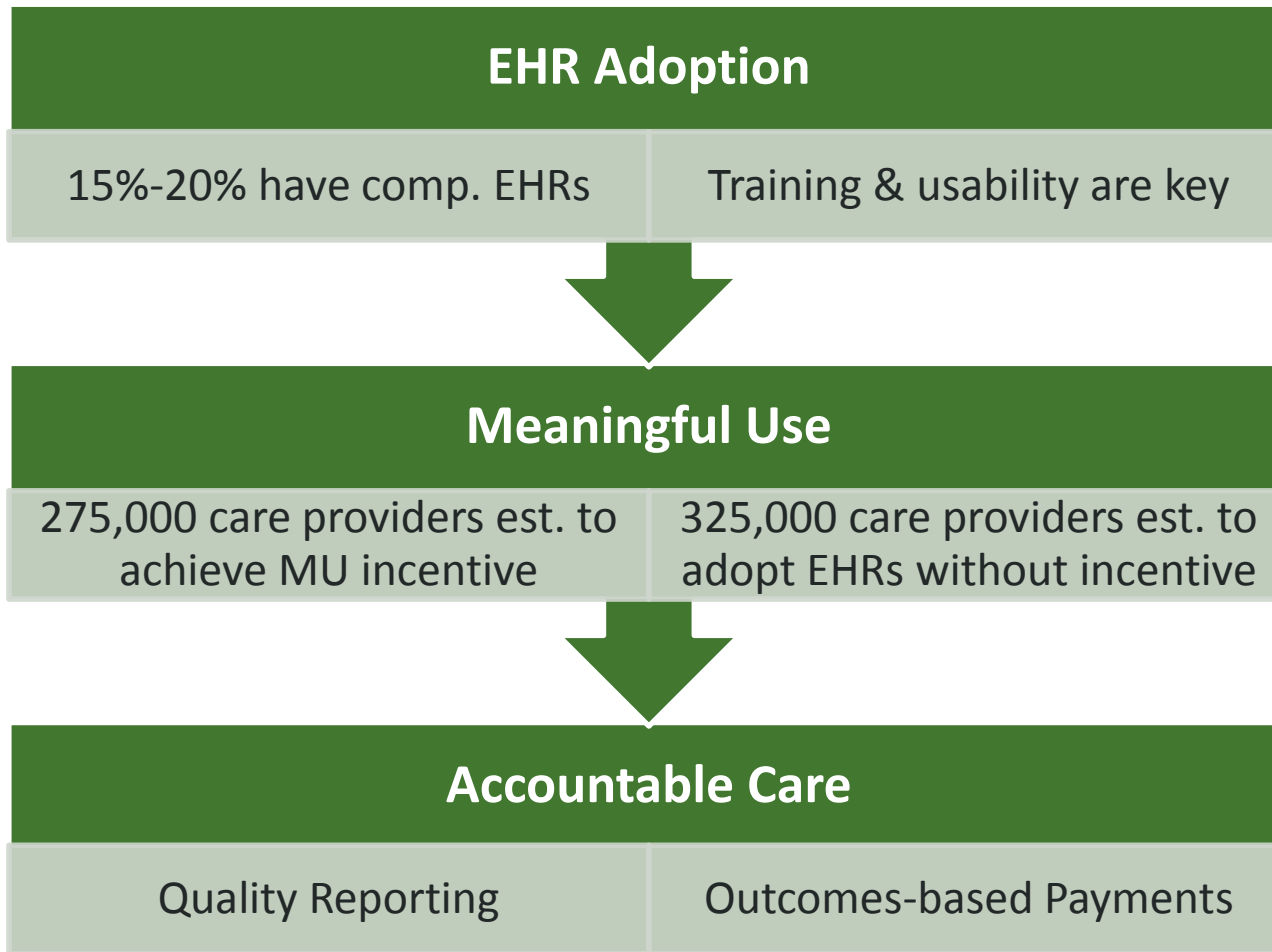 EHR Adoption
15%-20% have comp. EHRs
Training & usability are key
Meaningful Use
275,000 care providers est. to
achieve MU incentive
325,000 care providers est. to
adopt EHRs without incentive
Accountable Care
Quality Reporting
Outcomes-based Payments